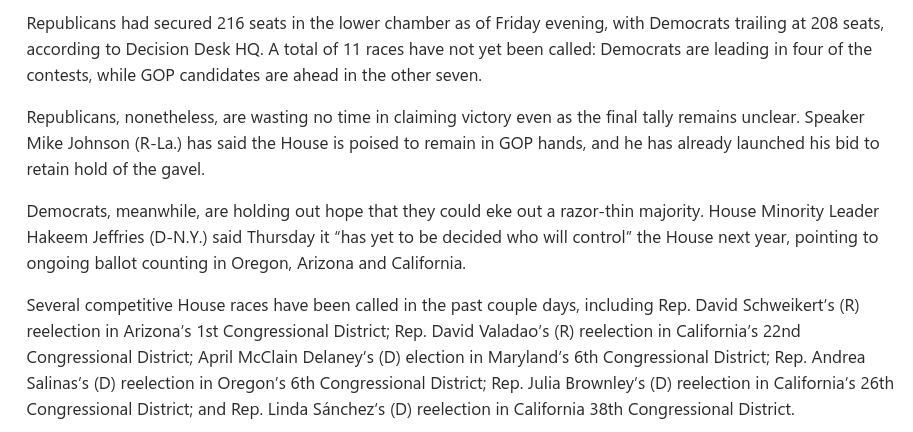 Republicans had secured 216 seats in the lower chamber as of Friday evening, with Democrats trailing at 208 seats,
according to Decision Desk HQ. A total of 11 races have not yet been called: Democrats are leading in four of the
contests, while GOP candidates are ahead in the other seven.
Republicans, nonetheless, are wasting no time in claiming victory even as the final tally remains unclear. Speaker
Mike Johnson (R-La.) has said the House is poised to remain in GOP hands, and he has already launched his bid to
retain hold of the gavel.
Democrats, meanwhile, are holding out hope that they could eke out a razor-thin majority. House Minority Leader
Hakeem Jeffries (D-N.Y.) said Thursday it “has yet to be decided who will control” the House next year, pointing to
ongoing ballot counting in Oregon, Arizona and California.
Several competitive House races have been called in the past couple days, including Rep. David Schweikert’s (R)
reelection in Arizona’s 1st Congressional District; Rep. David Valadao’s (R) reelection in California’s 22nd
Congressional District; April McClain Delaney’s (D) election in Maryland’s 6th Congressional District; Rep. Andrea
Salinas’s (D) reelection in Oregon’s 6th Congressional District; Rep. Julia Brownley’s (D) reelection in California’s 26th
Congressional District; and Rep. Linda Sánchez’s (D) reelection in California 38th Congressional District.